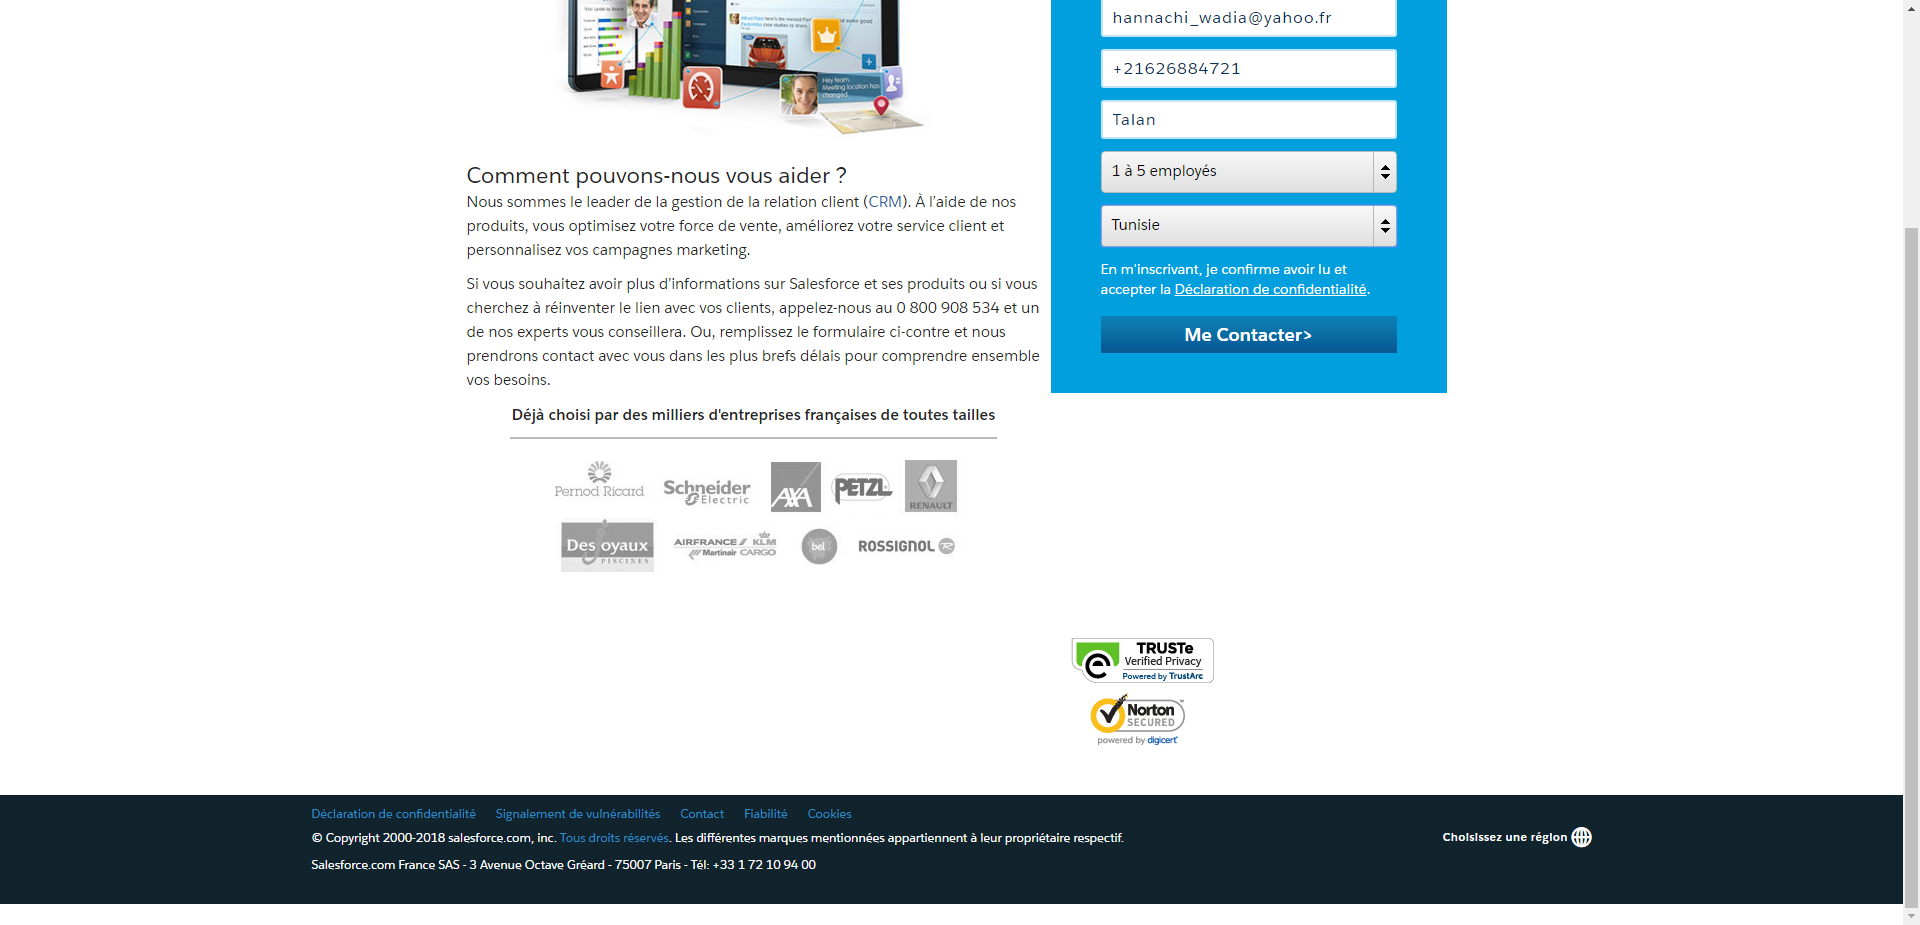 hannachi_wadia@yahoo.fr
+21626884721
Talan
1 à 5 employés
Tunisie
En m'inscrivant, je confirme avoir lu et
accepter la Déclaration de confidentialité.
Me Contacter>
Hey team,
Meeting location has
changed
Comment pouvons-nous vous aider ?
Nous sommes le leader de la gestion de la relation client (CRM). À l’aide de nos
produits, vous optimisez votre force de vente, améliorez votre service client et
personnalisez vos campagnes marketing.
Si vous souhaitez avoir plus d’informations sur Salesforce et ses produits ou si vous
cherchez à réinventer le lien avec vos clients, appelez-nous au 0 800 908 534 et un
de nos experts vous conseillera. Ou, remplissez le formulaire ci-contre et nous
prendrons contact avec vous dans les plus brefs délais pour comprendre ensemble
vos besoins.
Déjà choisi par des milliers d'entreprises françaises de toutes tailles
Pernod Ricard
Schneider
Electric
AXA
PETZL
RENAULT
Desjoyaux
PISCINES
AIRFRANCE KLM
Martinair CARGO
bel
ROSSIGNOL
TRUSTe
Verified Privacy
Powered by TrustArc
Norton
SECURED
powered by digicert
Déclaration de confidentialité Signalement de vulnérabilités Contact Fiabilité Cookies
© Copyright 2000-2018 salesforce.com, inc. Tous droits réservés. Les différentes marques mentionnées appartiennent à leur propriétaire respectif.
Choisissez une région
Salesforce.com France SAS - 3 Avenue Octave Gréard - 75007 Paris - Tél: +33 1 72 10 94 00